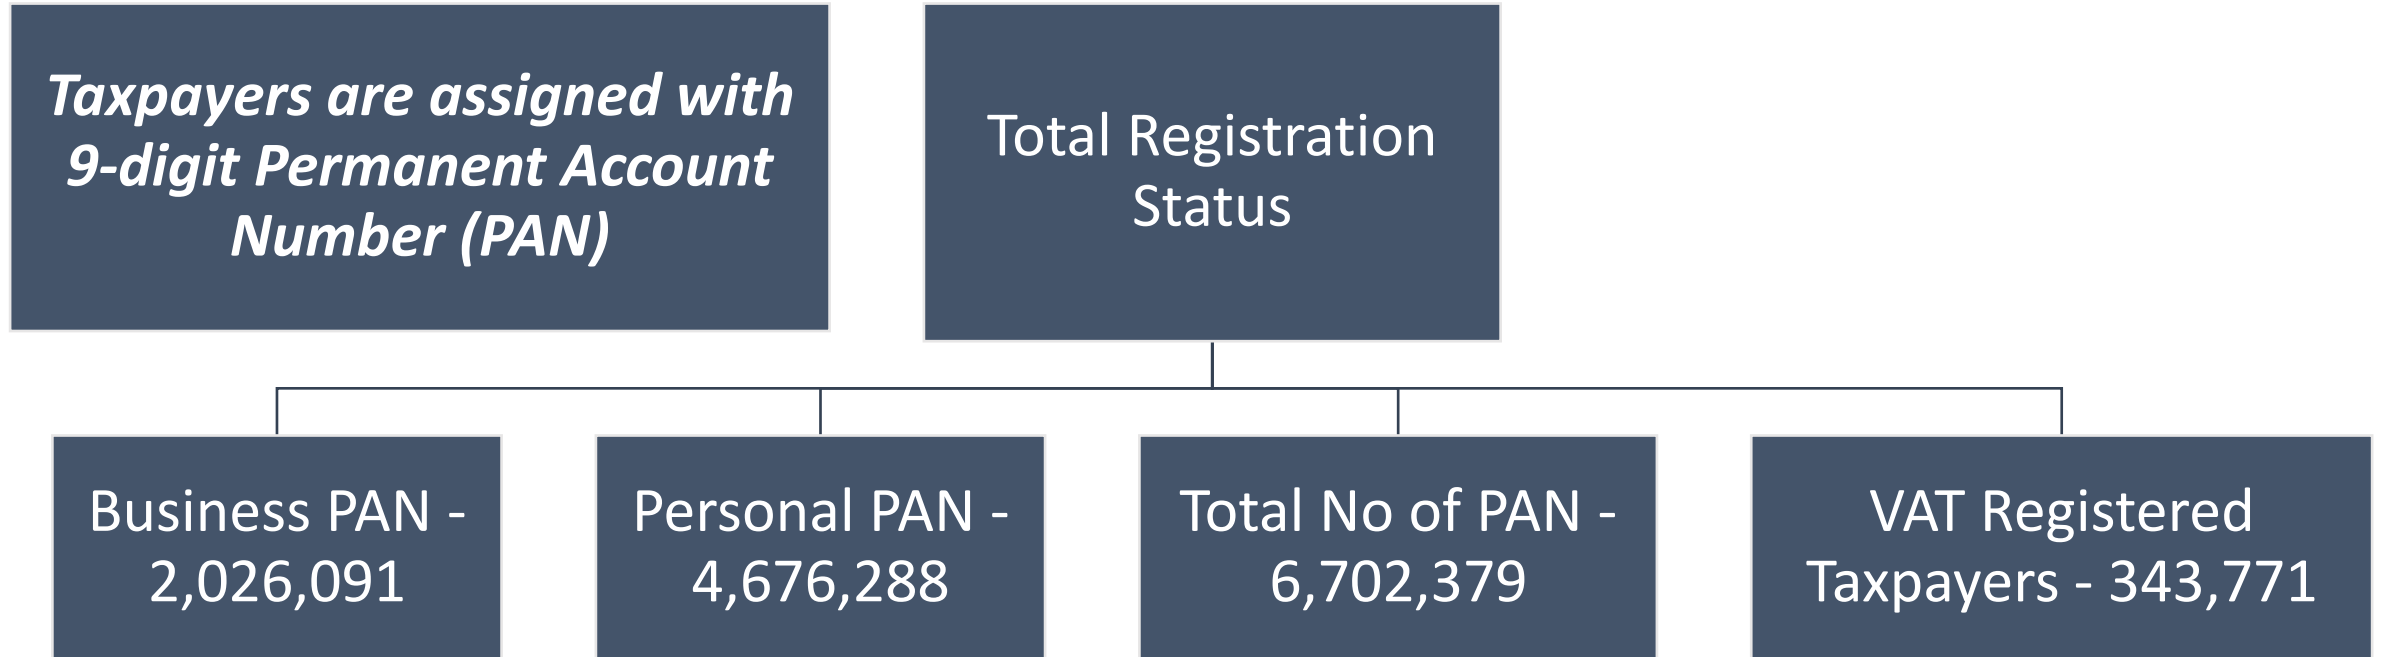 Taxpayers are assigned with
9-digit Permanent Account
Number (PAN)
Total Registration
Status
Business PAN -
2,026,091
Personal PAN -
4,676,288
Total No of PAN -
6,702,379
VAT Registered
Taxpayers - 343,771